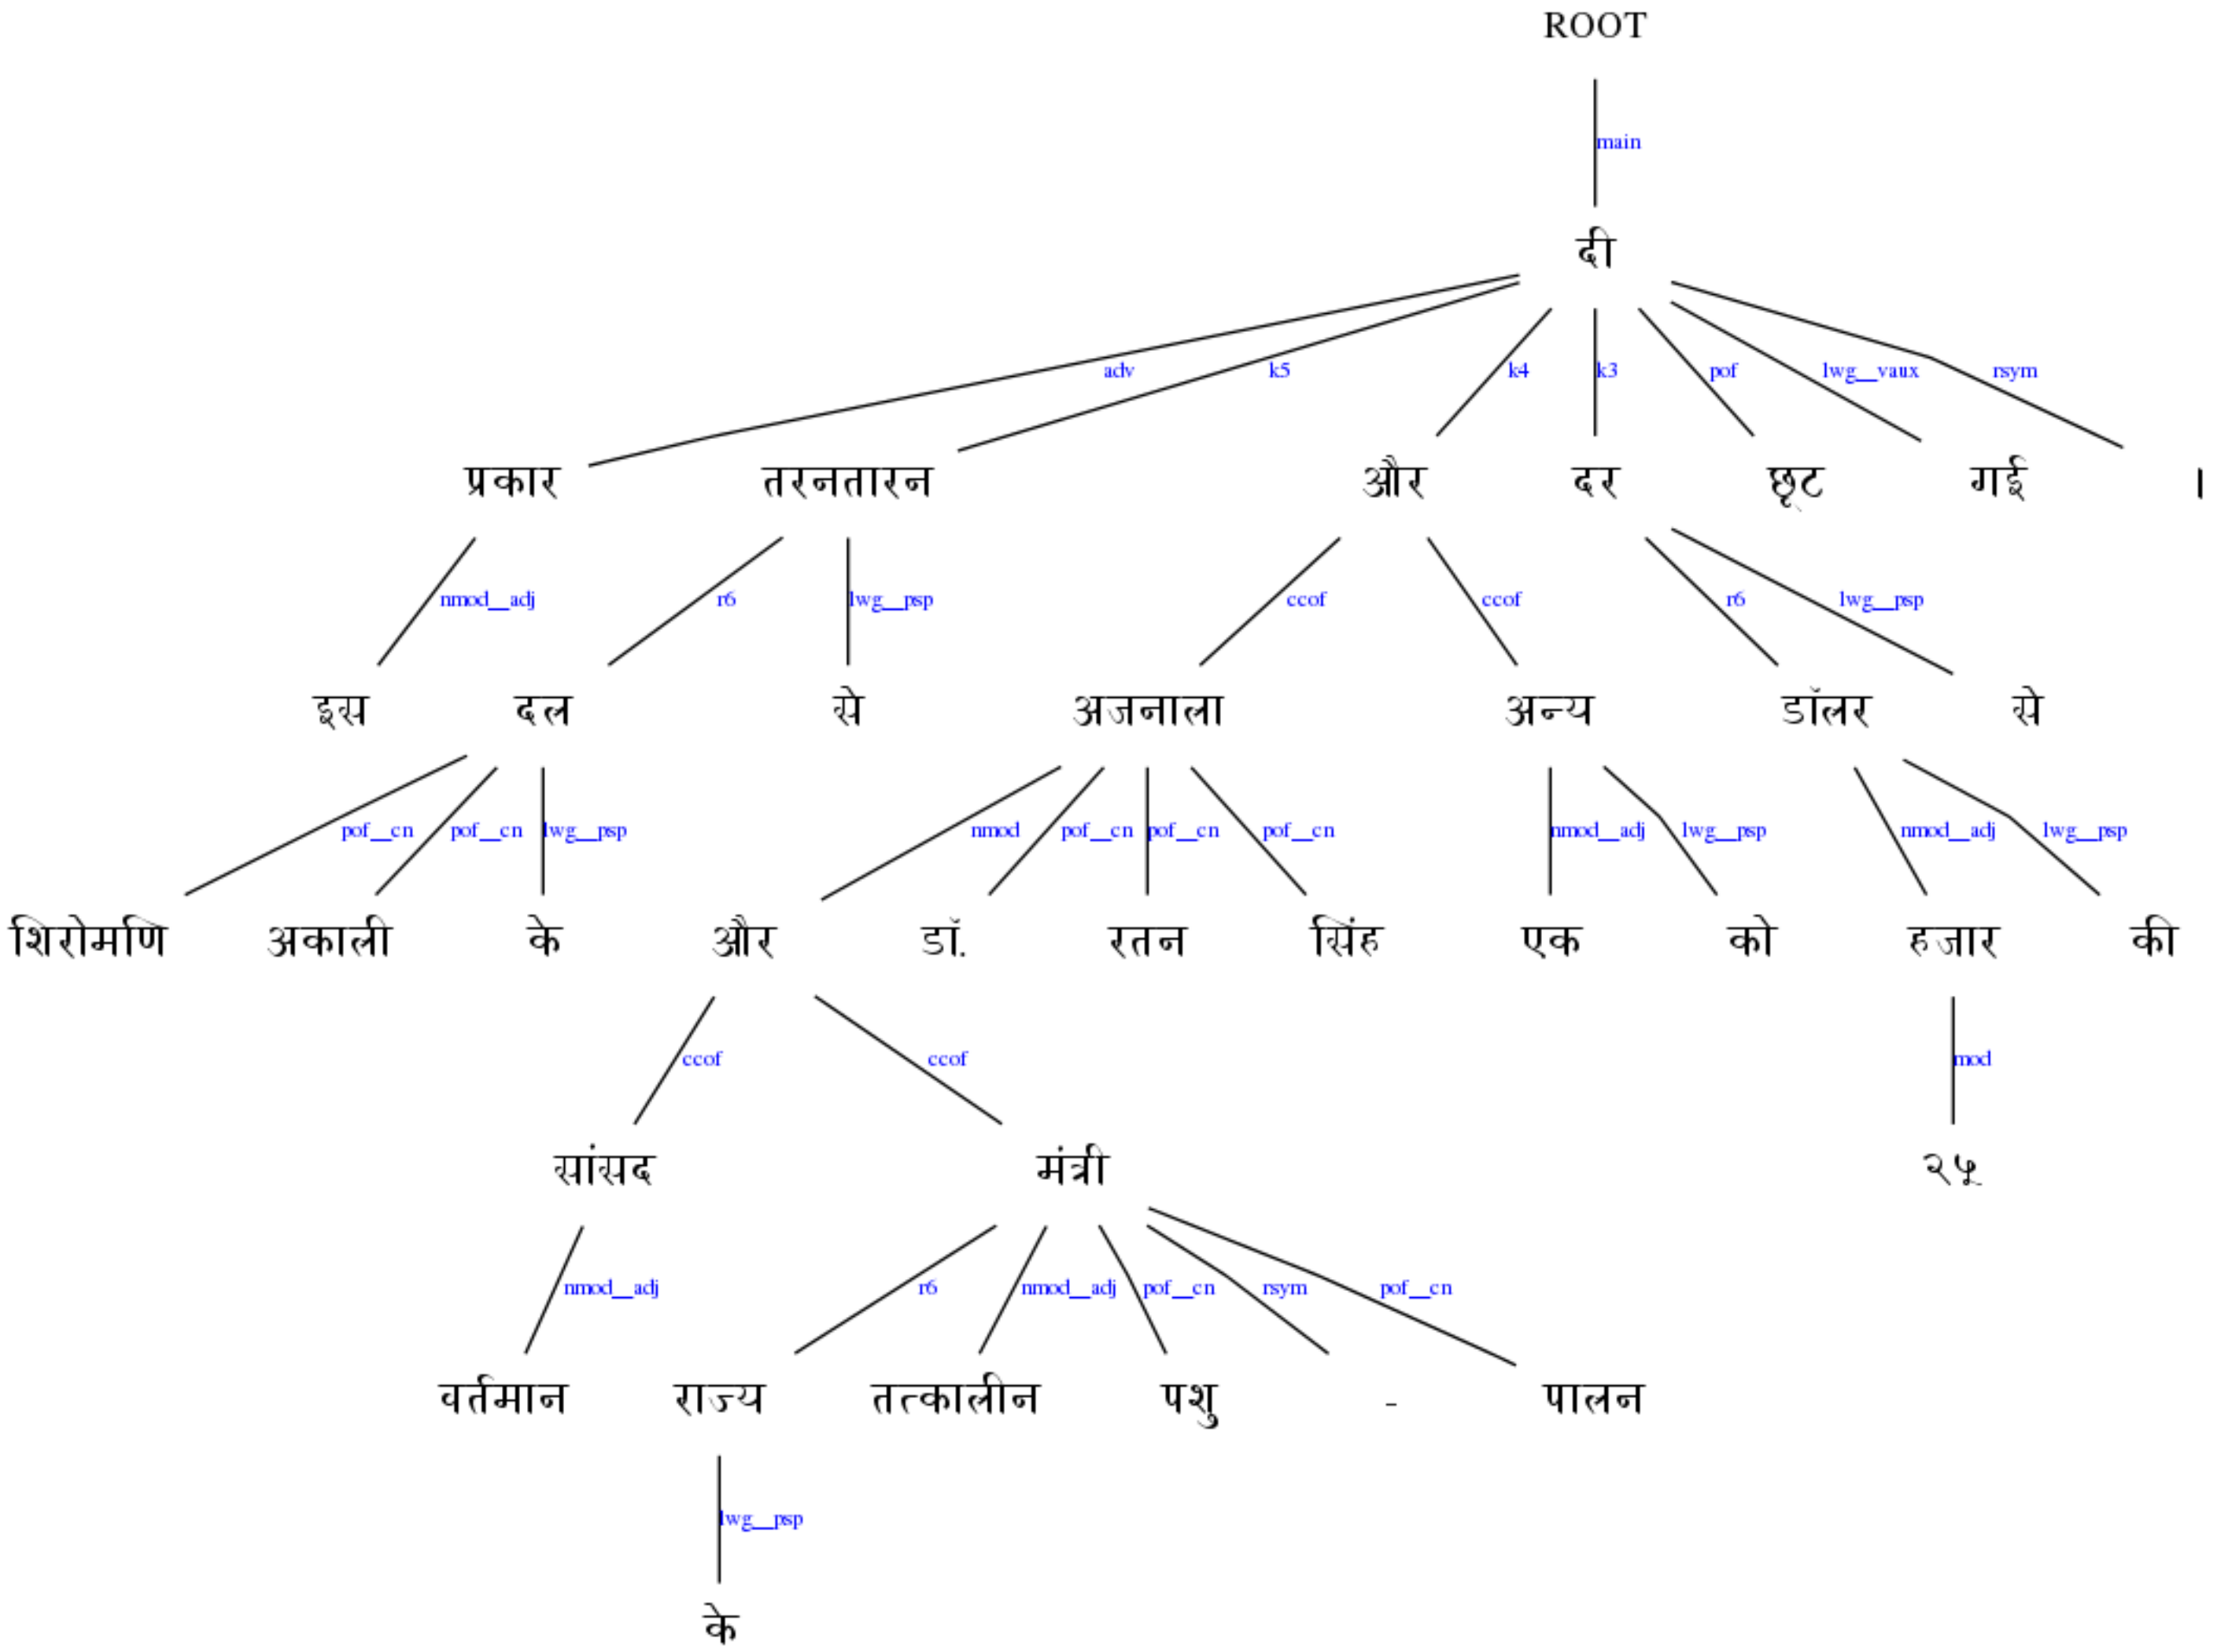 ROOT
main
दी
adv k5 k4 k3 pof lwg__vaux rsym
प्रकार तरनतारन और दर छूट गई ।
nmod__adj r6 lwg__psp ccof ccof r6 lwg__psp
इस दल से अजनाला अन्य डॉलर से
pof__cn pof__cn lwg__psp nmod pof__cn pof__cn pof__cn nmod__adj lwg__psp nmod__adj lwg__psp
शिरोमणि अकाली के और डॉ. रतन सिंह एक को हजार की
ccof ccof mod
सांसद मंत्री २५
nmod__adj r6 nmod__adj pof__cn rsym pof__cn
वर्तमान राज्य तत्कालीन पशु - पालन
lwg__psp
के